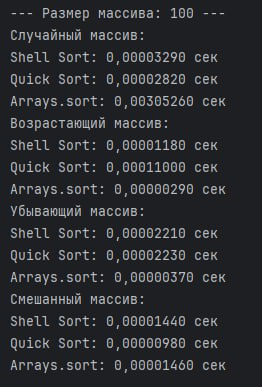 --- Размер массива: 100 ---
Случайный массив:
Shell Sort: 0,00003290 сек
Quick Sort: 0,00002820 сек
Arrays.sort: 0,00305260 сек
Возрастающий массив:
Shell Sort: 0,00001180 сек
Quick Sort: 0,00011000 сек
Arrays.sort: 0,00000290 сек
Убывающий массив:
Shell Sort: 0,00002210 сек
Quick Sort: 0,00002230 сек
Arrays.sort: 0,00000370 сек
Смешанный массив:
Shell Sort: 0,00001440 сек
Quick Sort: 0,00000980 сек
Arrays.sort: 0,00001460 сек